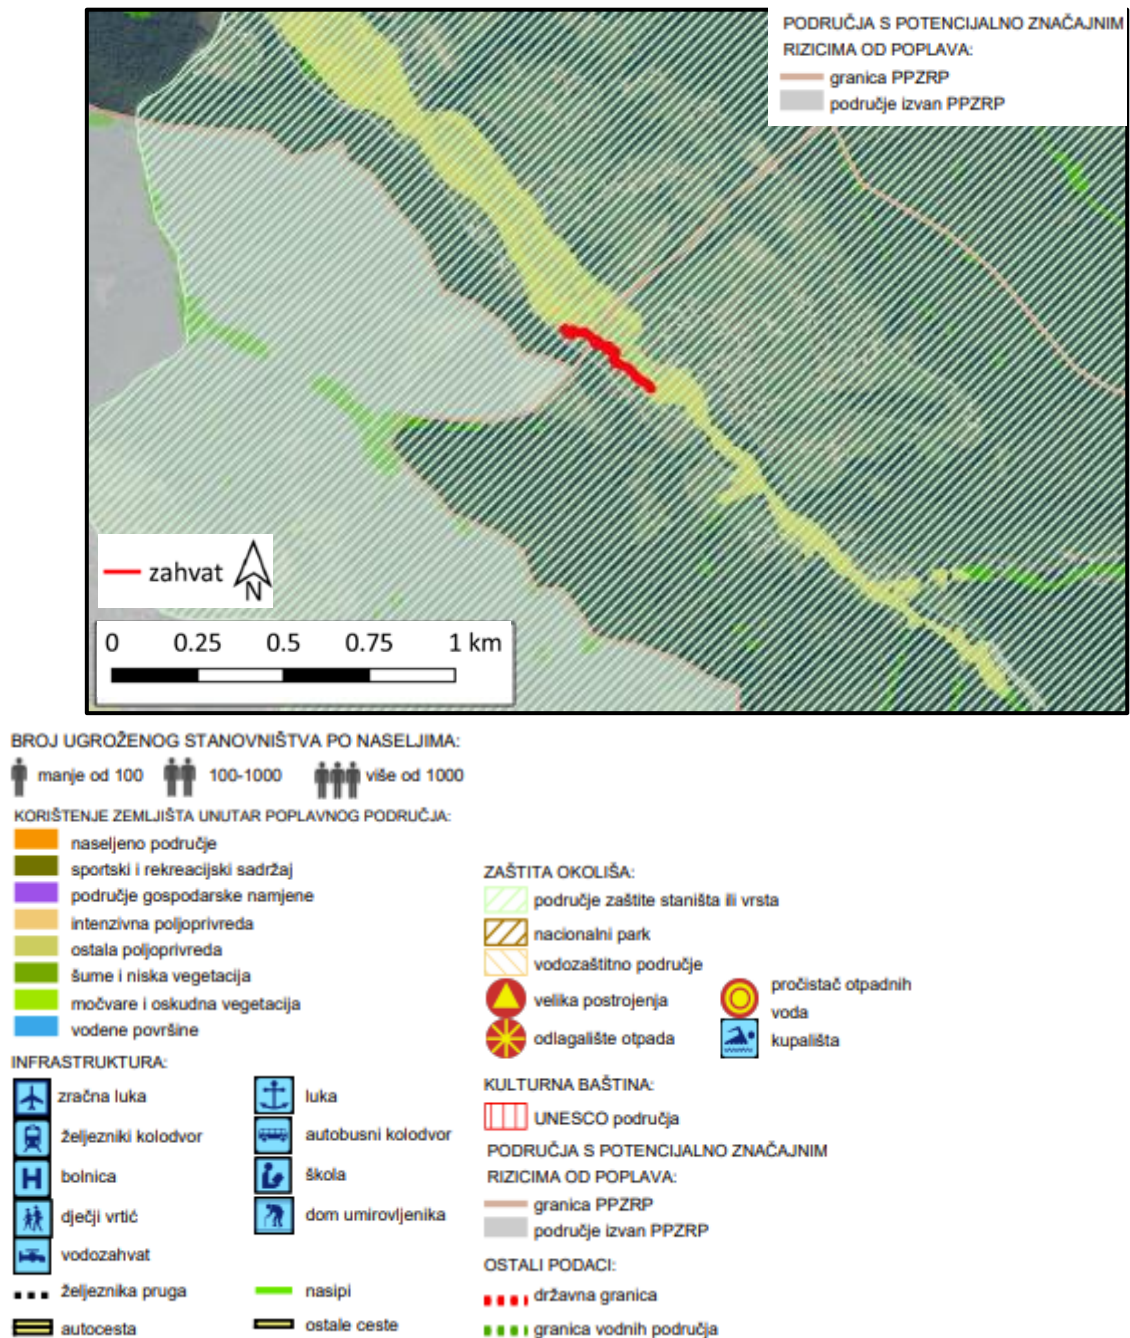 PODRUČJA S POTENCIJALNO ZNAČAJNIM
RIZICIMA OD POPLAVA:
granica PPZRP
područje izvan PPZRP
zahvat
N
0 0.25 0.5 0.75 1 km
BROJ UGROŽENOG STANOVNIŠTVA PO NASELJIMA:
manje od 100 100-1000 više od 1000
KORIŠTENJE ZEMLJIŠTA UNUTAR POPLAVNOG PODRUČJA:
naseljeno područje
sportski i rekreacijski sadržaj
područje gospodarske namjene
intenzivna poljoprivreda
ostala poljoprivreda
šume i niska vegetacija
močvare i oskudna vegetacija
vodene površine
INFRASTRUKTURA:
zračna luka
luka
željezniki kolodvor
autobusni kolodvor
bolnica
škola
dječji vrtić
dom umirovljenika
vodozahvat
željeznika pruga
nasipi
autocesta
ostale ceste
ZAŠTITA OKOLIŠA:
područje zaštite staništa ili vrsta
nacionalni park
vodozaštitno područje
velika postrojenja
pročistač otpadnih
voda
odlagalište otpada
kupališta
KULTURNA BAŠTINA:
UNESCO područja
PODRUČJA S POTENCIJALNO ZNAČAJNIM
RIZICIMA OD POPLAVA:
granica PPZRP
područje izvan PPZRP
OSTALI PODACI:
državna granica
granica vodnih područja